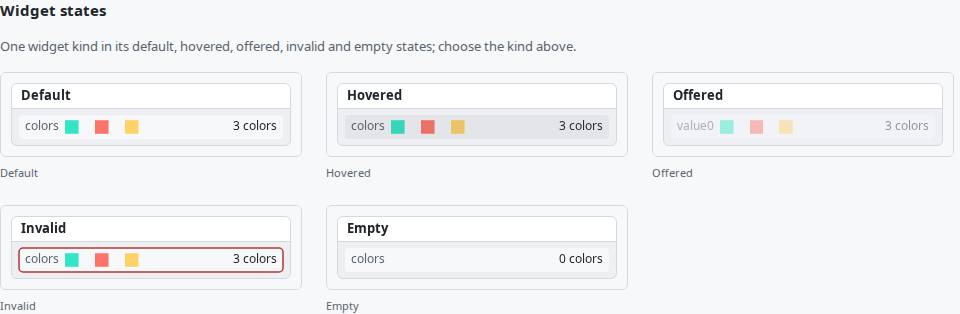 Widget states
One widget kind in its default, hovered, offered, invalid and empty states; choose the kind above.
Default
colors 3 colors
Default
Hovered
colors 3 colors
Hovered
Offered
value0 3 colors
Offered
Invalid
colors 3 colors
Invalid
Empty
colors 0 colors
Empty